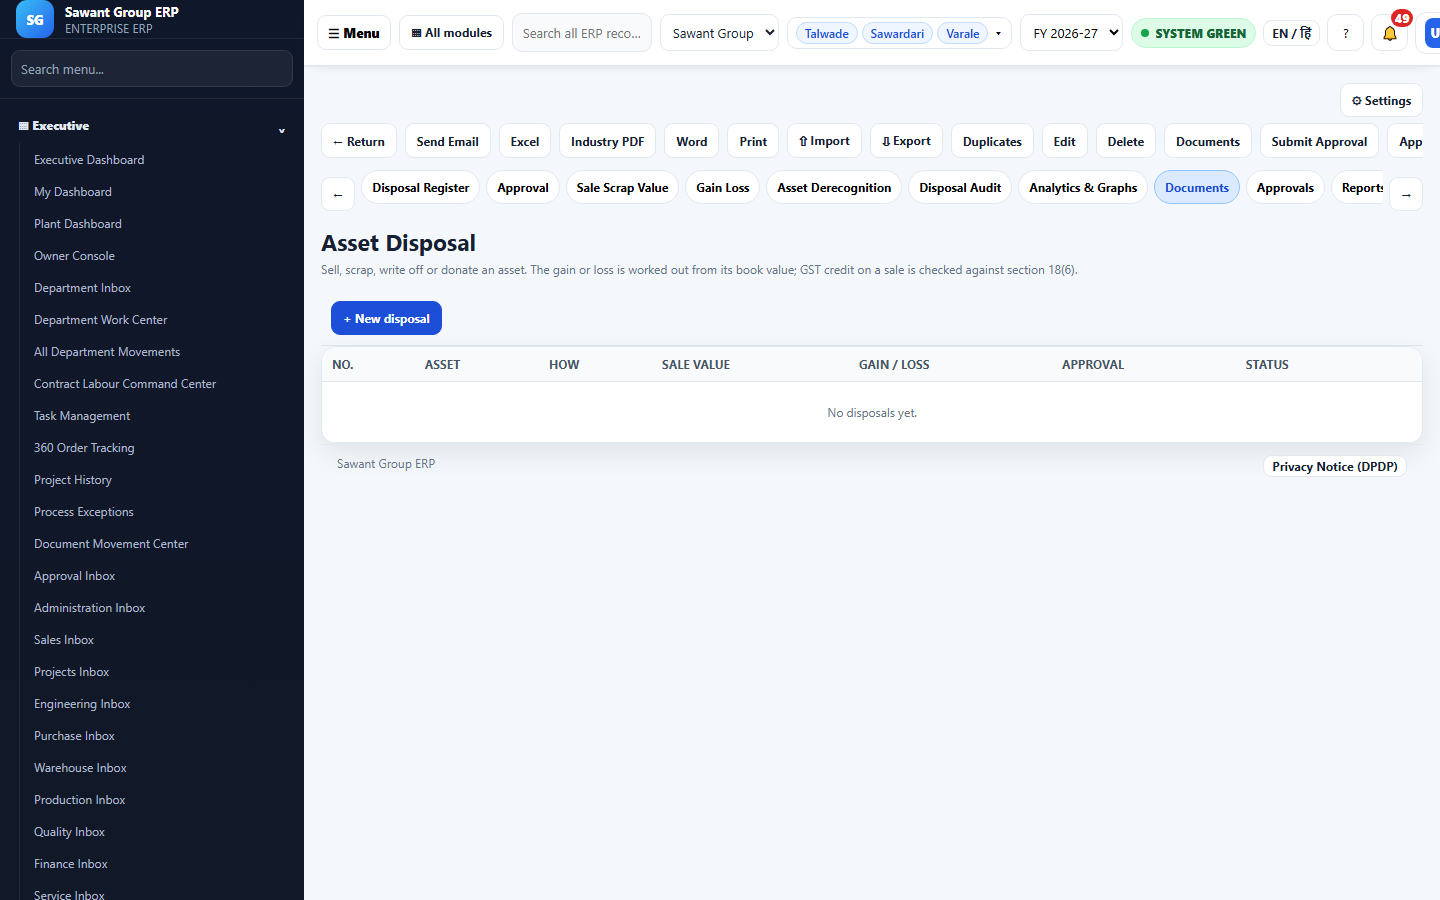 SG
Sawant Group ERP
ENTERPRISE ERP
Search menu...
Executive
Executive Dashboard
My Dashboard
Plant Dashboard
Owner Console
Department Inbox
Department Work Center
All Department Movements
Contract Labour Command Center
Task Management
360 Order Tracking
Project History
Process Exceptions
Document Movement Center
Approval Inbox
Administration Inbox
Sales Inbox
Projects Inbox
Engineering Inbox
Purchase Inbox
Warehouse Inbox
Production Inbox
Quality Inbox
Finance Inbox
Service Inbox
☰ Menu
All modules
Search all ERP reco...
Sawant Group
Talwade
Sawardari
Varale
FY 2026-27
SYSTEM GREEN
EN / हिं
?
49
U
⚙ Settings
← Return
Send Email
Excel
Industry PDF
Word
Print
⇧ Import
⇩ Export
Duplicates
Edit
Delete
Documents
Submit Approval
App
←
Disposal Register
Approval
Sale Scrap Value
Gain Loss
Asset Derecognition
Disposal Audit
Analytics & Graphs
Documents
Approvals
Reports
→
Asset Disposal
Sell, scrap, write off or donate an asset. The gain or loss is worked out from its book value; GST credit on a sale is checked against section 18(6).
+ New disposal
NO. ASSET HOW SALE VALUE GAIN / LOSS APPROVAL STATUS
No disposals yet.
Sawant Group ERP
Privacy Notice (DPDP)